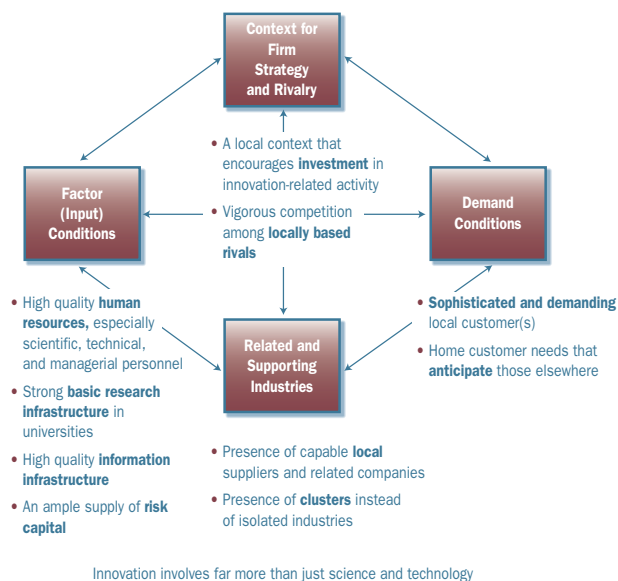 Context for
Firm
Strategy
and Rivalry
• A local context that
encourages investment in
innovation-related activity
• Vigorous competition
among locally based
rivals
Factor
(Input)
Conditions
Demand
Conditions
• High quality human
resources, especially
scientific, technical,
and managerial personnel
• Strong basic research
infrastructure in
universities
• High quality information
infrastructure
• An ample supply of risk
capital
Related and
Supporting
Industries
• Presence of capable local
suppliers and related companies
• Presence of clusters instead
of isolated industries
• Sophisticated and demanding
local customer(s)
• Home customer needs that
anticipate those elsewhere
Innovation involves far more than just science and technology